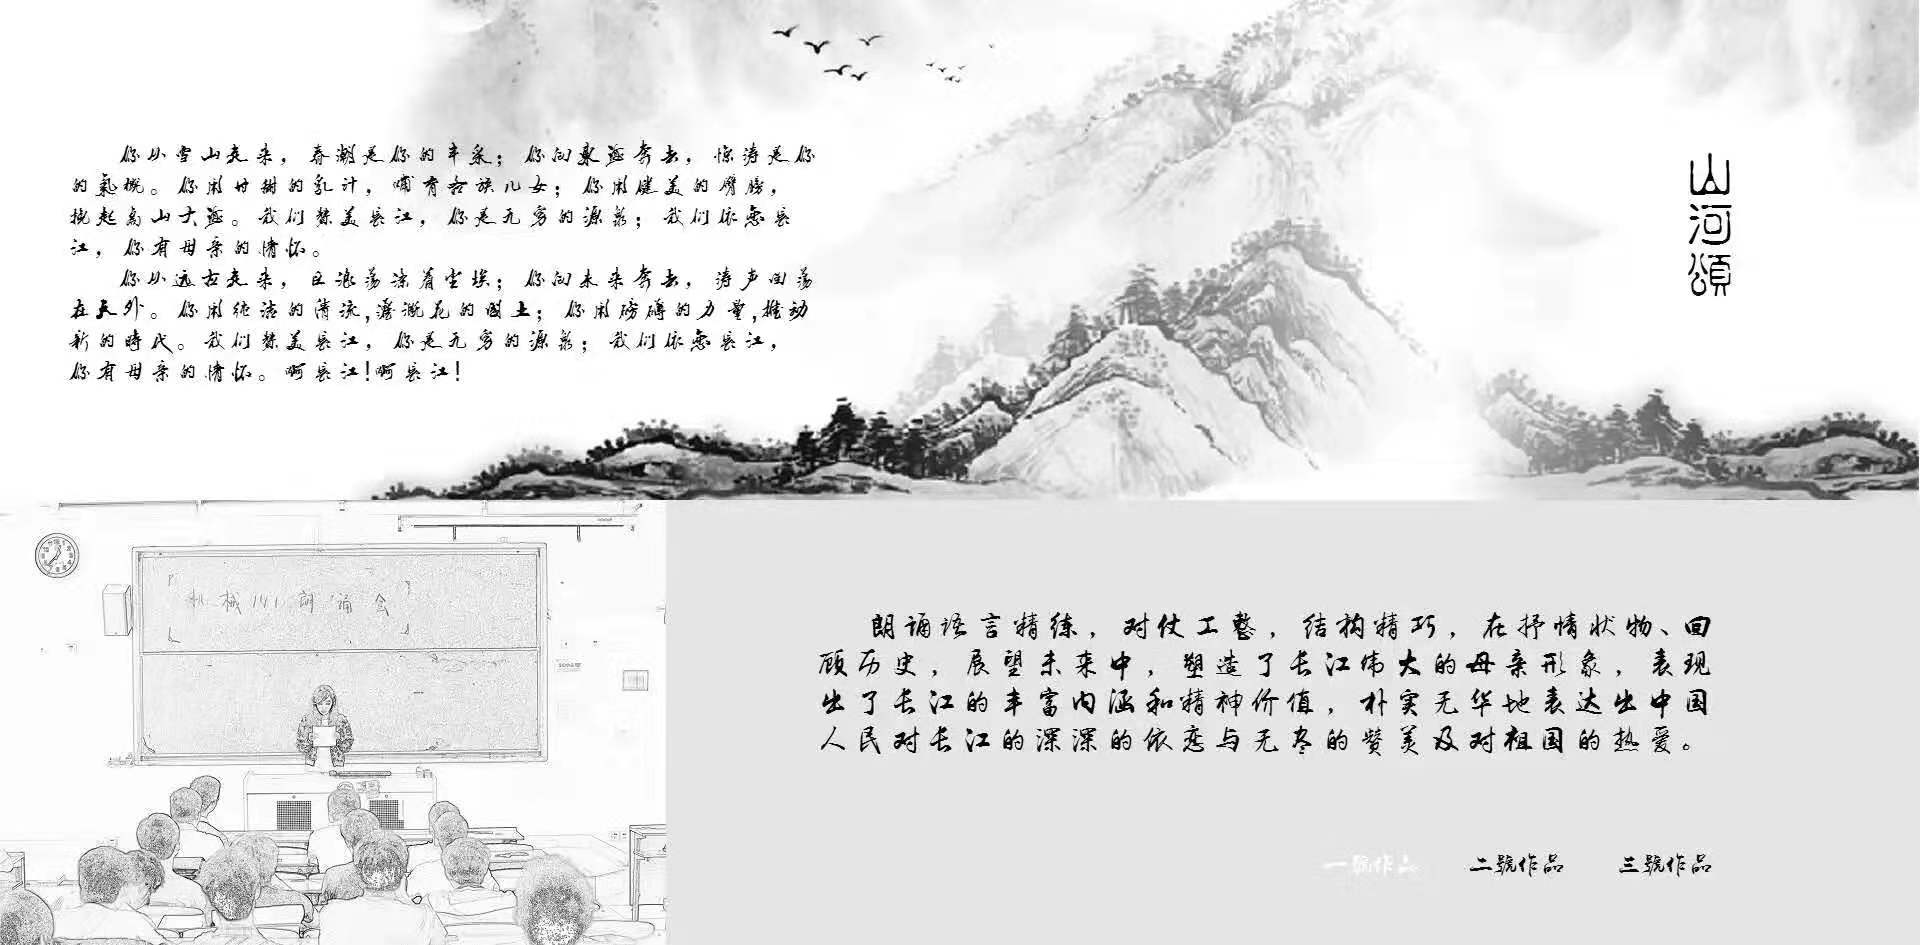 你从雪山走来，春潮是你的丰采；你向東海奔去，惊涛是你
的氣概。你用甘甜的乳汁，哺育各族儿女；你用健美的臂膀，
挽起高山大海。我们赞美長江，你是无穷的源泉；我们依恋長
江，你有母亲的情怀。
你从远古走来，巨浪荡涤着尘埃；你向未来奔去，涛声回荡
在天外。你用纯洁的清流,灌溉花的國土；你用磅礴的力量,推动
新的時代。我们赞美長江，你是无穷的源泉；我们依恋長江，
你有母亲的情怀。啊長江!啊長江!
山河頌
机械141朗诵会
朗诵语言精练，对仗工整，结构精巧，在抒情状物、回
顾历史，展望未来中，塑造了长江伟大的母亲形象，表现
出了长江的丰富内涵和精神价值，朴实无华地表达出中国
人民对长江的深深的依恋与无尽的赞美及对祖国的热爱。
一號作品 二號作品 三號作品